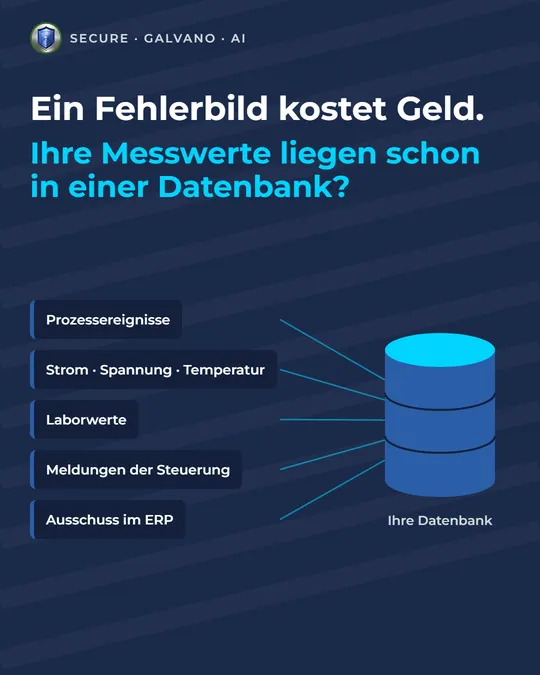 SECURE · GALVANO · AI
Ein Fehlerbild kostet Geld.
Ihre Messwerte liegen schon
in einer Datenbank?
Prozessereignisse
Strom · Spannung · Temperatur
Laborwerte
Meldungen der Steuerung
Ausschuss im ERP
Ihre Datenbank